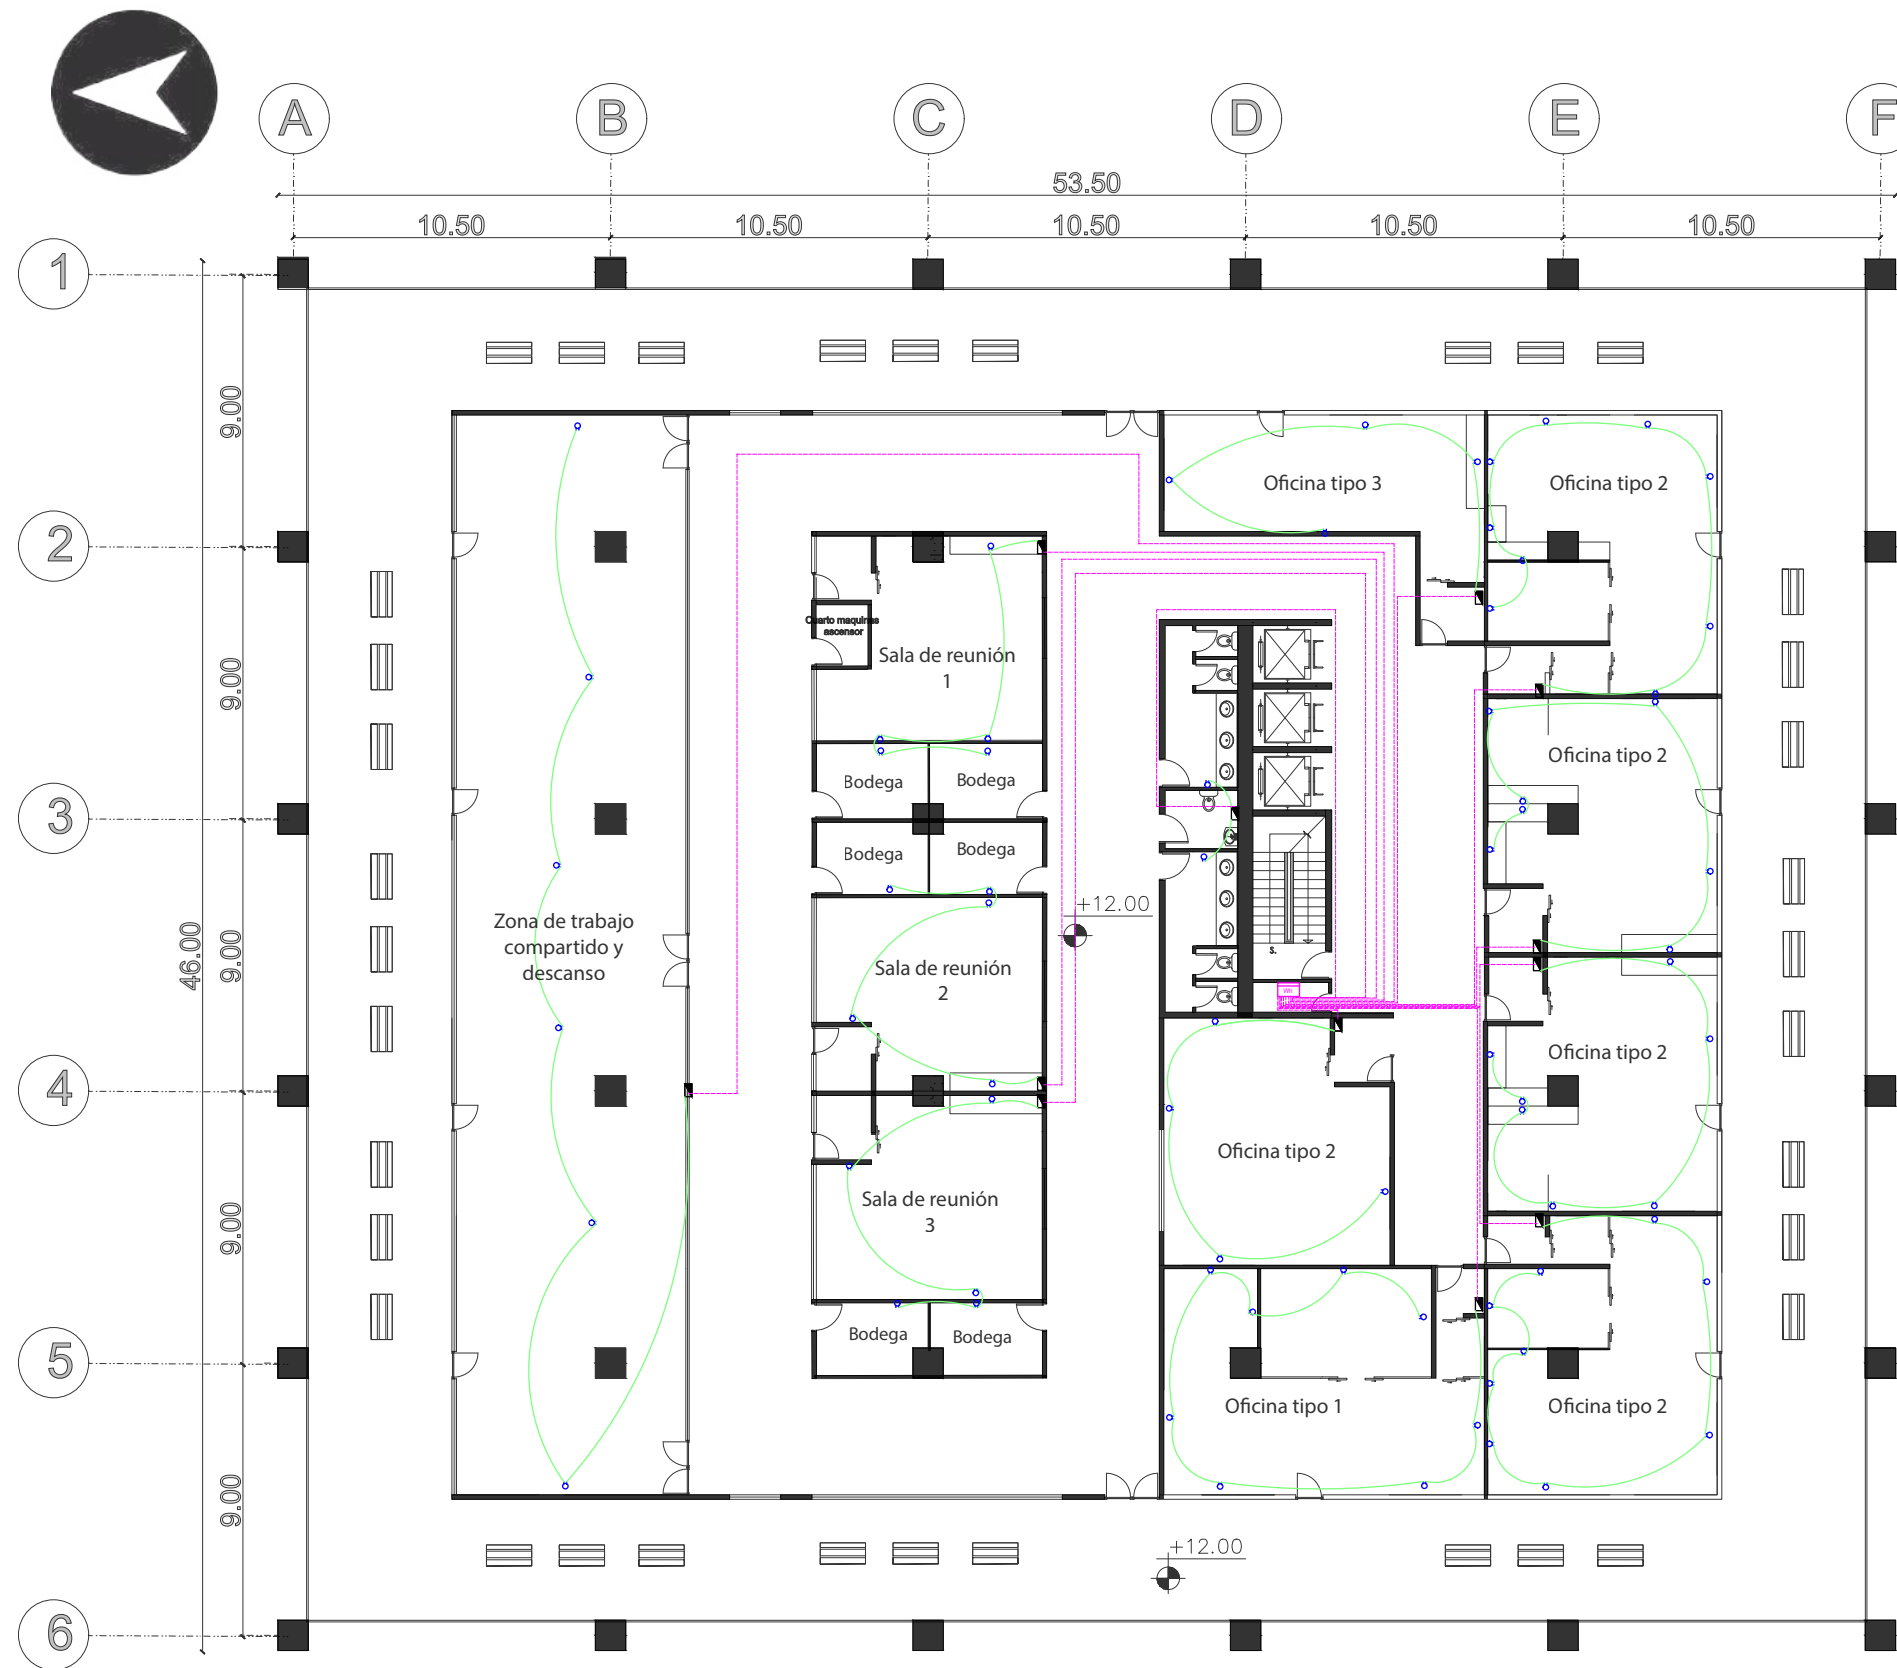 A B C D E F
53.50
10.50 10.50 10.50 10.50 10.50
1
2
3
4
5
6
9.00
9.00
9.00
9.00
9.00
46.00
Oficina tipo 3
Oficina tipo 2
Cuarto maquinas
ascensor
Sala de reunión
1
Oficina tipo 2
Bodega
Bodega
Bodega
Bodega
+12.00
Zona de trabajo
compartido y
descanso
Sala de reunión
2
S.
Wh
Oficina tipo 2
Oficina tipo 2
Sala de reunión
3
Bodega
Bodega
Oficina tipo 1
Oficina tipo 2
+12.00